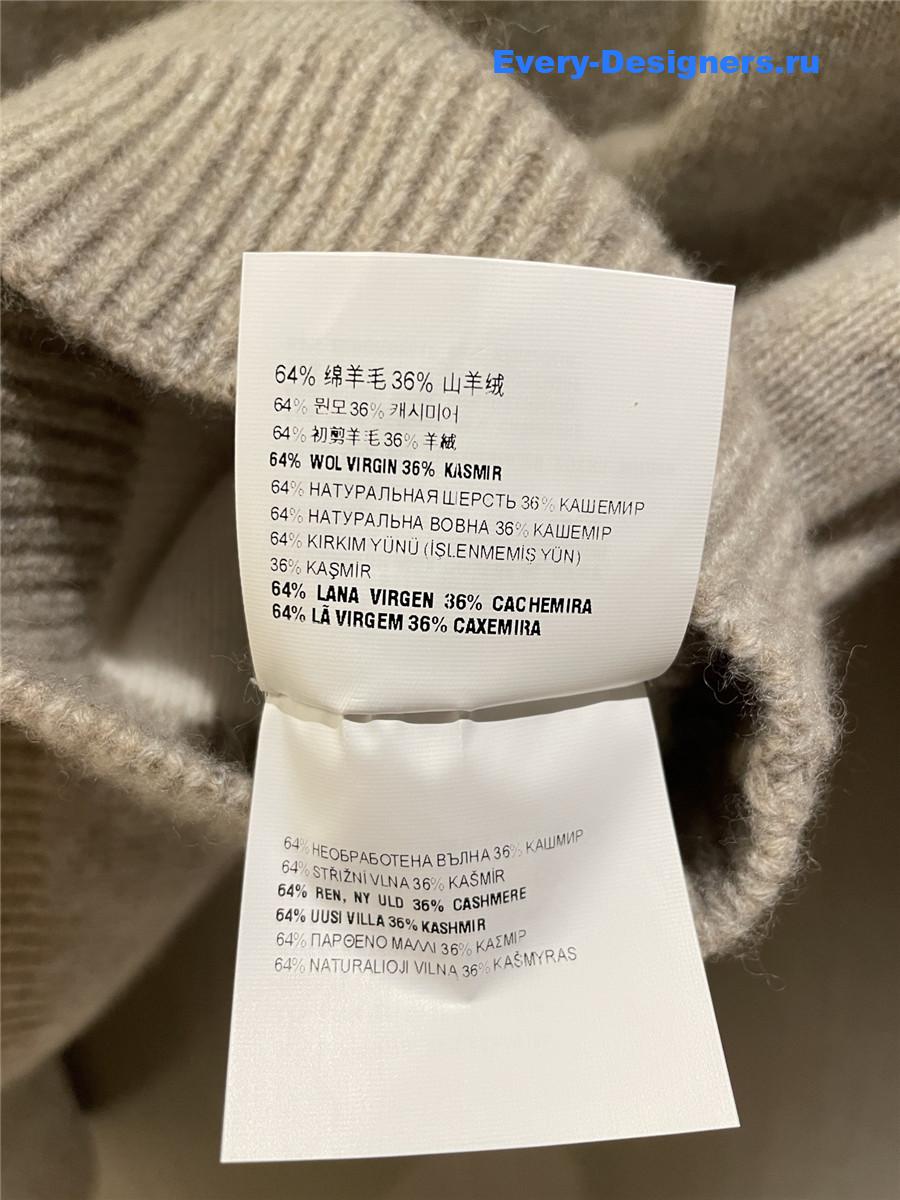 Every-Designers.ru
64% 绵羊毛 36% 山羊绒
64% 뭔모 36% 캐시미어
64% 初剪羊毛 36% 羊絨
64% WOL VIRGIN 36% KASMIR
64% НАТУРАЛЬНАЯ ШЕРСТЬ 36% КАШЕМИР
64% НАТУРАЛЬНА ВОВНА 36% КАШЕМІР
64% KIRKIM YÜNÜ (İŞLENMEMİŞ YÜN)
36% KAŞMİR
64% LANA VIRGEN 36% CACHEMIRA
64% LÃ VIRGEM 36% CAXEMIRA
64% НЕОБРАБОТЕНА ВЪЛНА 36% КАШМИР
64% STŘIŽNÍ VLNA 36% KAŠMÍR
64% REN, NY ULD 36% CASHMERE
64% UUSI VILLA 36% KASHMIR
64% ΠΑΡΘΕΝΟ ΜΑΛΛΙ 36% ΚΑΣΜΙΡ
64% NATURALIOJI VILNA 36% KAŠMYRAS